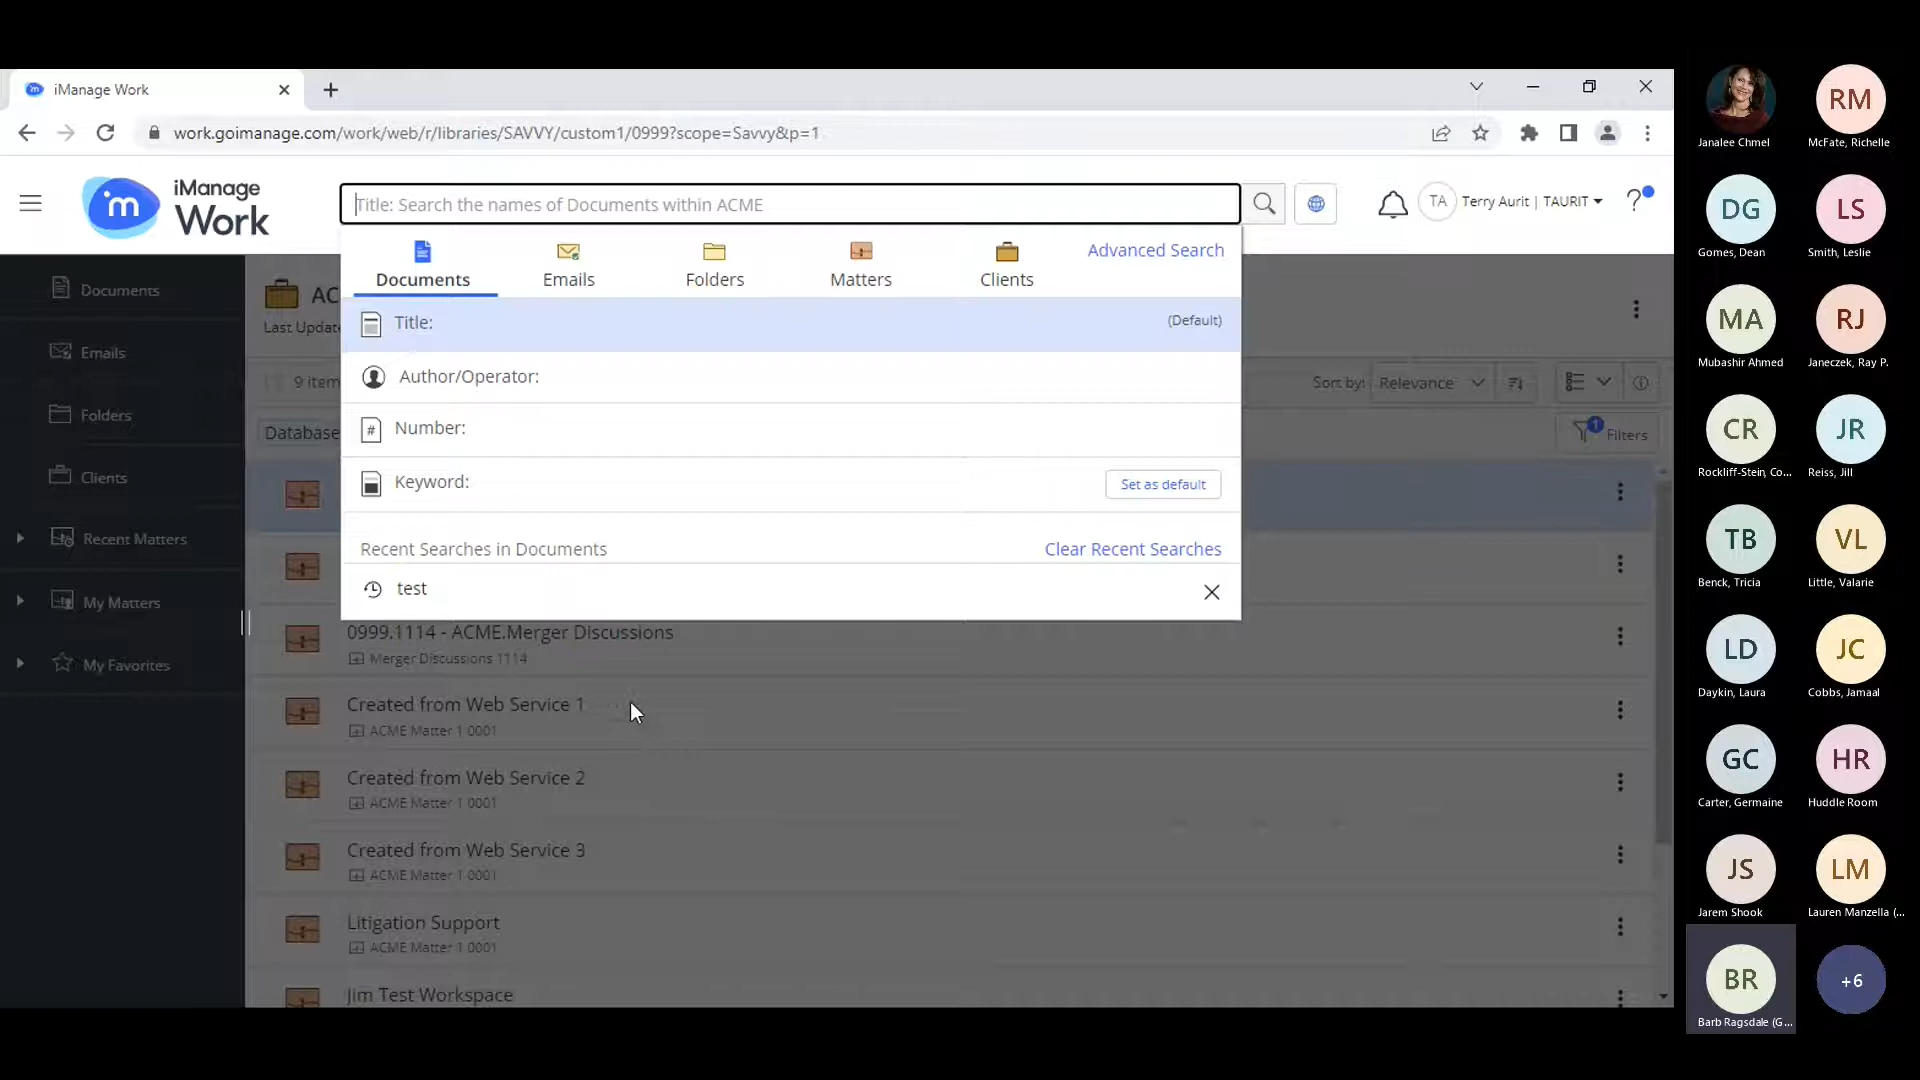 iManage Work
work.goimanage.com/work/web/r/libraries/SAVVY/custom1/0999?scope=Savvy&p=1
m
iManage
Work
Title: Search the names of Documents within ACME
TA
Terry Aurit | TAURIT
?
Documents
Emails
Folders
Matters
Clients
Advanced Search
Title:
(Default)
Author/Operator:
#
Number:
Keyword:
Set as default
Recent Searches in Documents
Clear Recent Searches
test
Documents
Emails
Folders
Clients
Recent Matters
My Matters
My Favorites
AC
Last Update
9 item
Sort by:
Relevance
Database
1
Filters
0999.1114 - ACME.Merger Discussions
Merger Discussions 1114
Created from Web Service 1
ACME Matter 1 0001
Created from Web Service 2
ACME Matter 1 0001
Created from Web Service 3
ACME Matter 1 0001
Litigation Support
ACME Matter 1 0001
Jim Test Workspace
Janalee Chmel
RM
McFate, Richelle
DG
Gomes, Dean
LS
Smith, Leslie
MA
Mubashir Ahmed
RJ
Janeczek, Ray P.
CR
Rockliff-Stein, Co...
JR
Reiss, Jill
TB
Benck, Tricia
VL
Little, Valarie
LD
Daykin, Laura
JC
Cobbs, Jamaal
GC
Carter, Germaine
HR
Huddle Room
JS
Jarem Shook
LM
Lauren Manzella (...
BR
Barb Ragsdale (G...
+6